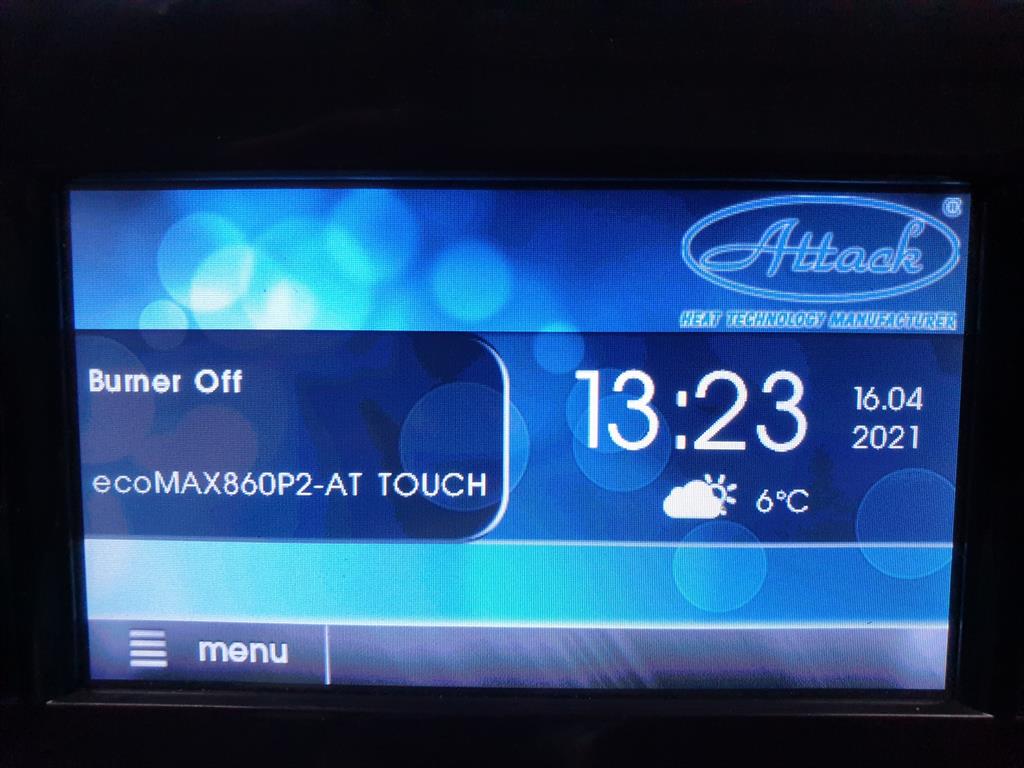 Attack®
HEAT TECHNOLOGY MANUFACTURER
Burner Off
ecoMAX860P2-AT TOUCH
13:23
16.04
2021
6°C
menu